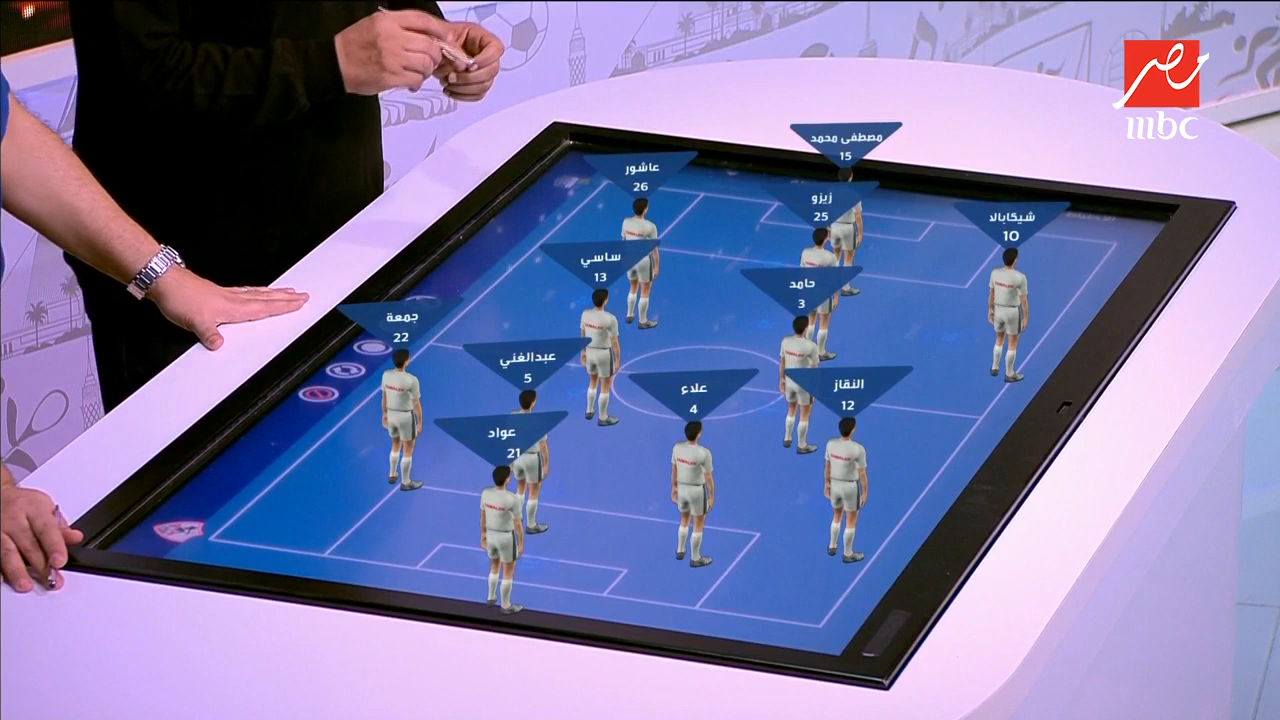 مصر
mbc
مصطفى محمد
15
عاشور
26
زيزو
25
شيكابالا
10
ساسي
13
حامد
3
جمعة
22
عبدالغني
5
علاء
4
النقاز
12
عواد
21